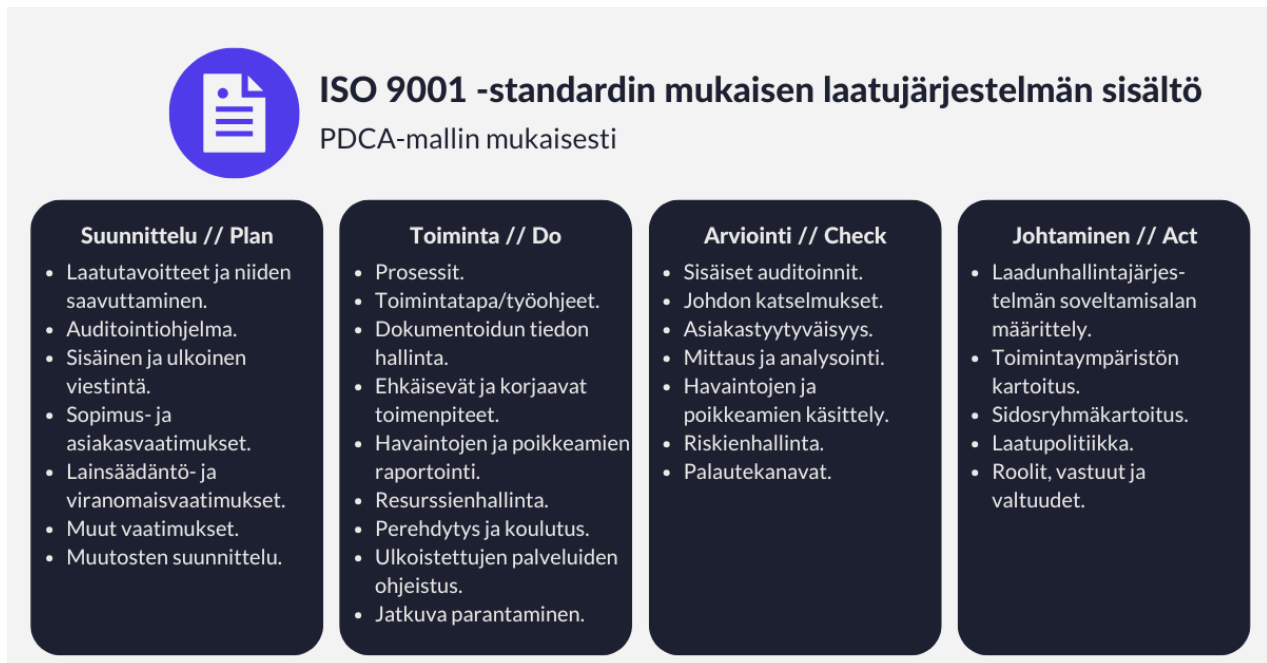 ISO 9001 -standardin mukaisen laatujärjestelmän sisältö
PDCA-mallin mukaisesti
Suunnittelu // Plan
• Laatutavoitteet ja niiden
saavuttaminen.
• Auditointiohjelma.
• Sisäinen ja ulkoinen
viestintä.
• Sopimus- ja
asiakasvaatimukset.
• Lainsäädäntö- ja
viranomaisvaatimukset.
• Muut vaatimukset.
• Muutosten suunnittelu.
Toiminta // Do
• Prosessit.
• Toimintatapa/työohjeet.
• Dokumentoidun tiedon
hallinta.
• Ehkäisevät ja korjaavat
toimenpiteet.
• Havaintojen ja poikkeamien
raportointi.
• Resurssienhallinta.
• Perehdytys ja koulutus.
• Ulkoistettujen palveluiden
ohjeistus.
• Jatkuva parantaminen.
Arviointi // Check
• Sisäiset auditoinnit.
• Johdon katselmukset.
• Asiakastyytyväisyys.
• Mittaus ja analysointi.
• Havaintojen ja
poikkeamien käsittely.
• Riskienhallinta.
• Palautekanavat.
Johtaminen // Act
• Laadunhallintajärjes-
telmän soveltamisalan
määrittely.
• Toimintaympäristön
kartoitus.
• Sidosryhmäkartoitus.
• Laatupolitiikka.
• Roolit, vastuut ja
valtuudet.